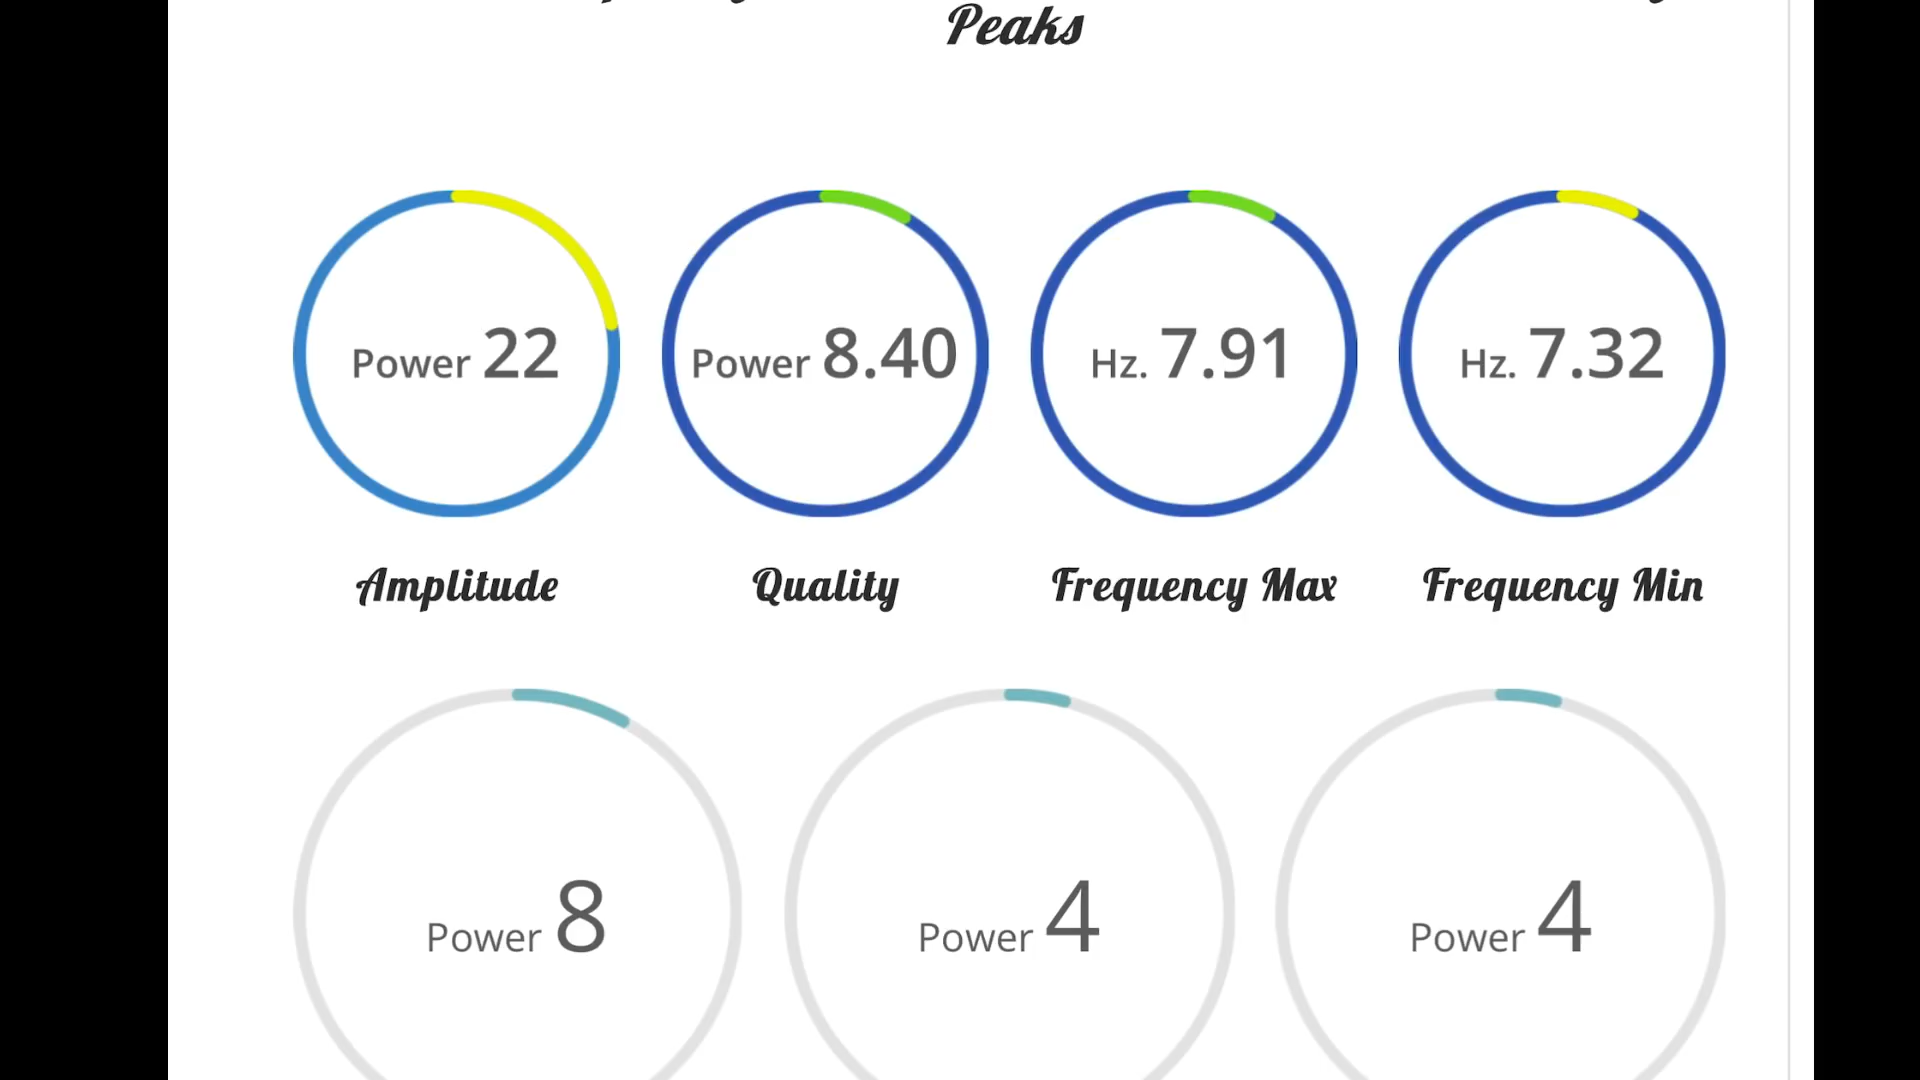 Peaks
Power 22
Power 8.40
Hz. 7.91
Hz. 7.32
Amplitude
Quality
Frequency Max
Frequency Min
Power 8
Power 4
Power 4